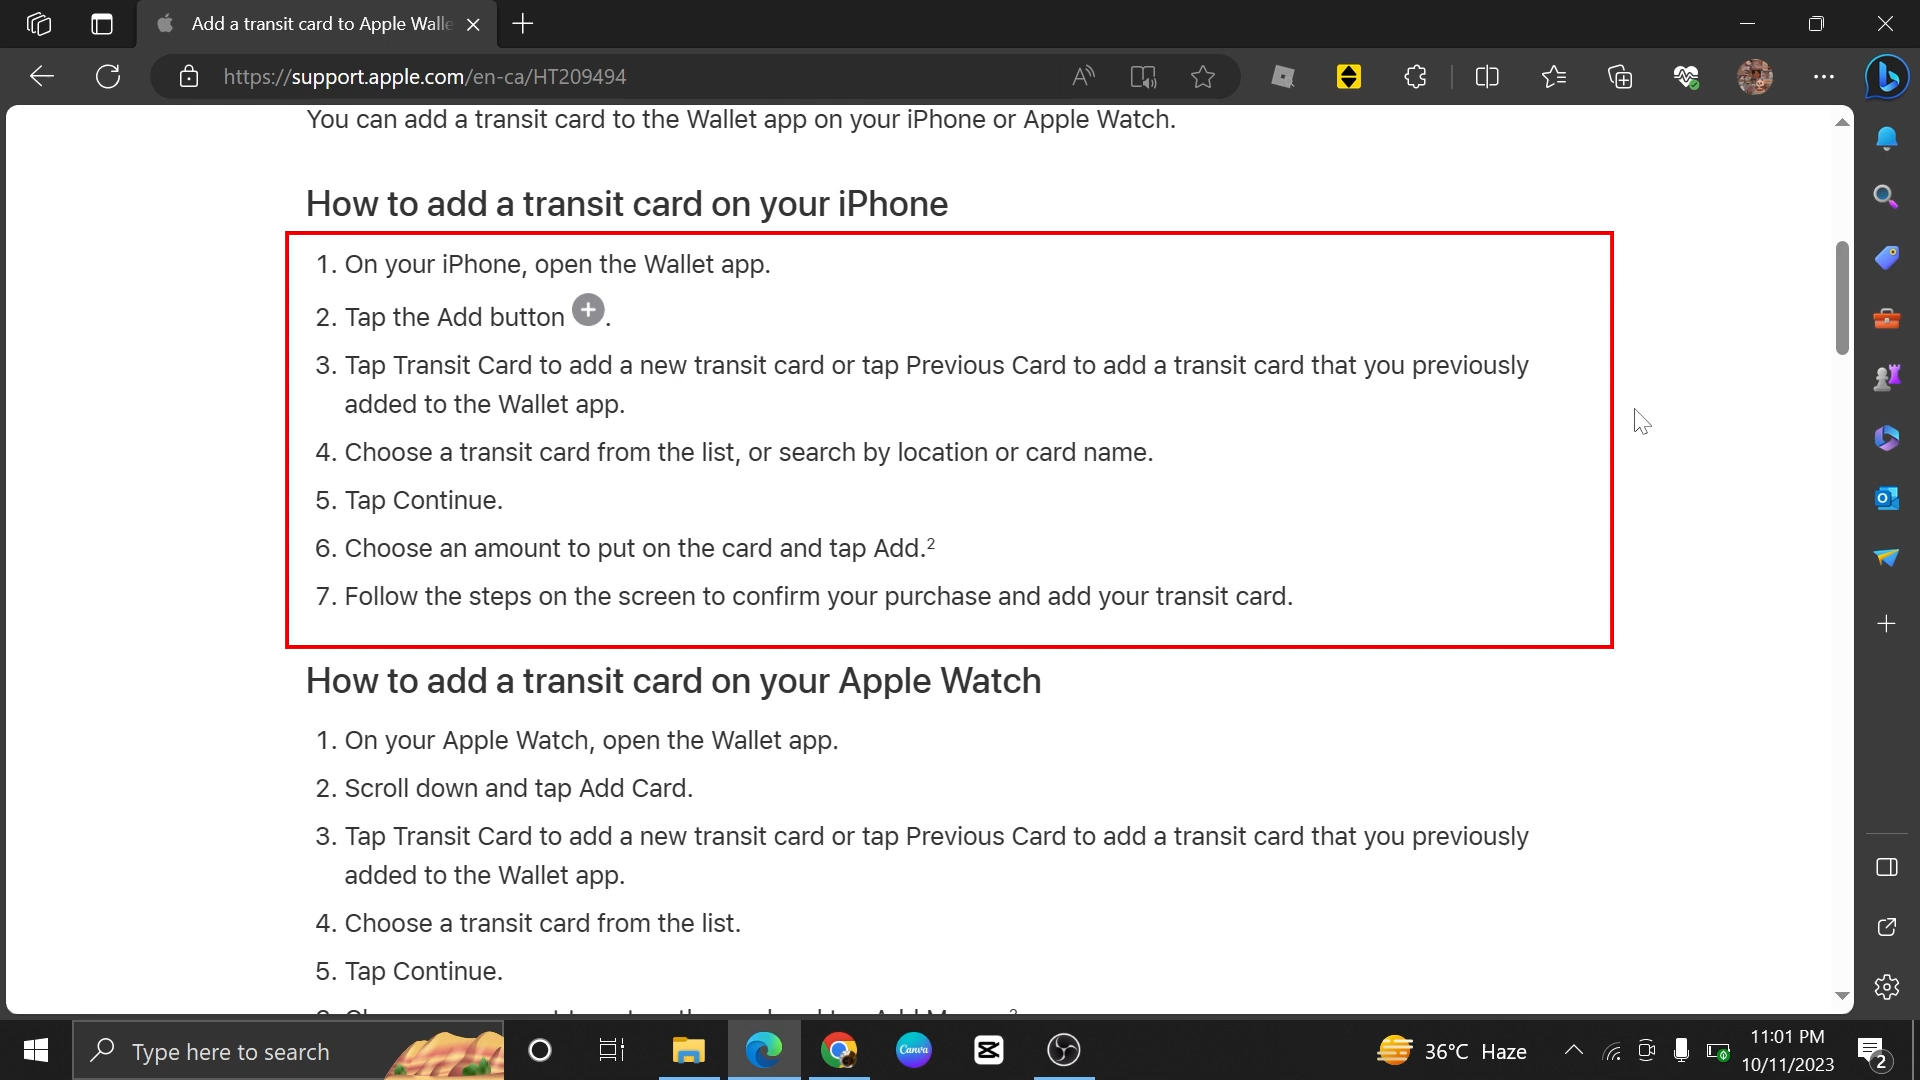 Add a transit card to Apple Walle
https://support.apple.com/en-ca/HT209494
You can add a transit card to the Wallet app on your iPhone or Apple Watch.
How to add a transit card on your iPhone
1. On your iPhone, open the Wallet app.
2. Tap the Add button +.
3. Tap Transit Card to add a new transit card or tap Previous Card to add a transit card that you previously
added to the Wallet app.
4. Choose a transit card from the list, or search by location or card name.
5. Tap Continue.
6. Choose an amount to put on the card and tap Add.²
7. Follow the steps on the screen to confirm your purchase and add your transit card.
How to add a transit card on your Apple Watch
1. On your Apple Watch, open the Wallet app.
2. Scroll down and tap Add Card.
3. Tap Transit Card to add a new transit card or tap Previous Card to add a transit card that you previously
added to the Wallet app.
4. Choose a transit card from the list.
5. Tap Continue.
Type here to search
Canva
36°C Haze
11:01 PM
10/11/2023
2